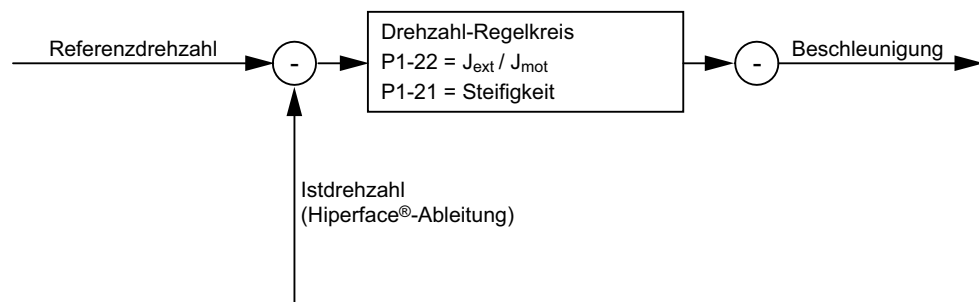 Referenzdrehzahl
-
Drehzahl-Regelkreis
P1-22 = Jext / Jmot
P1-21 = Steifigkeit
-
Beschleunigung
Istdrehzahl
(Hiperface®-Ableitung)